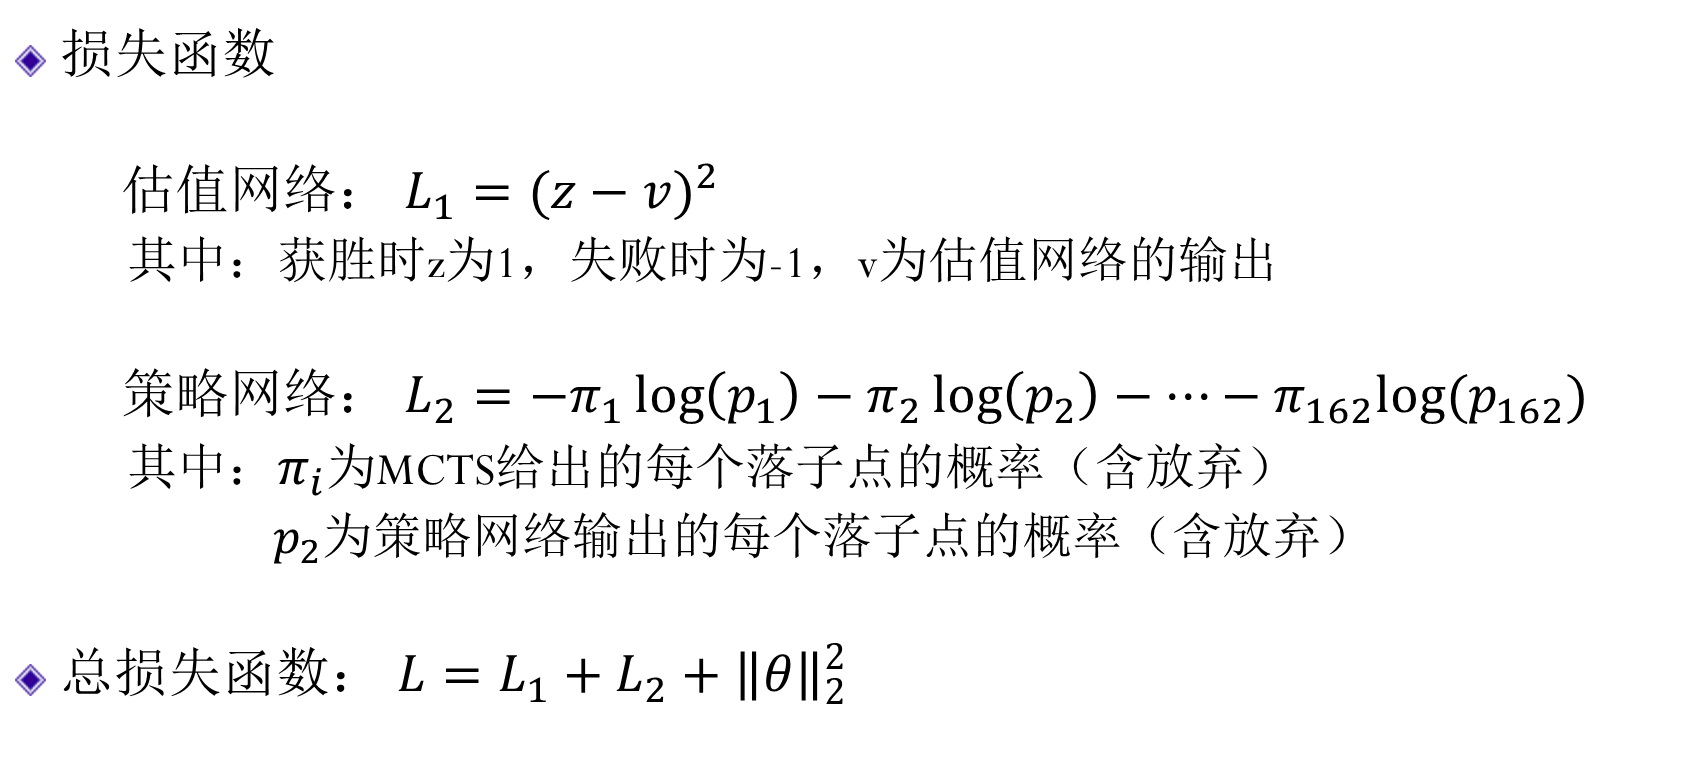 损失函数
估值网络： L₁ = (z − v)²
其中：获胜时z为1，失败时为-1，v为估值网络的输出
策略网络： L₂ = −π₁ log(p₁) − π₂ log(p₂) − ⋯ − π₁₆₂log(p₁₆₂)
其中：πᵢ为MCTS给出的每个落子点的概率（含放弃）
p₂为策略网络输出的每个落子点的概率（含放弃）
总损失函数： L = L₁ + L₂ + ‖θ‖₂²